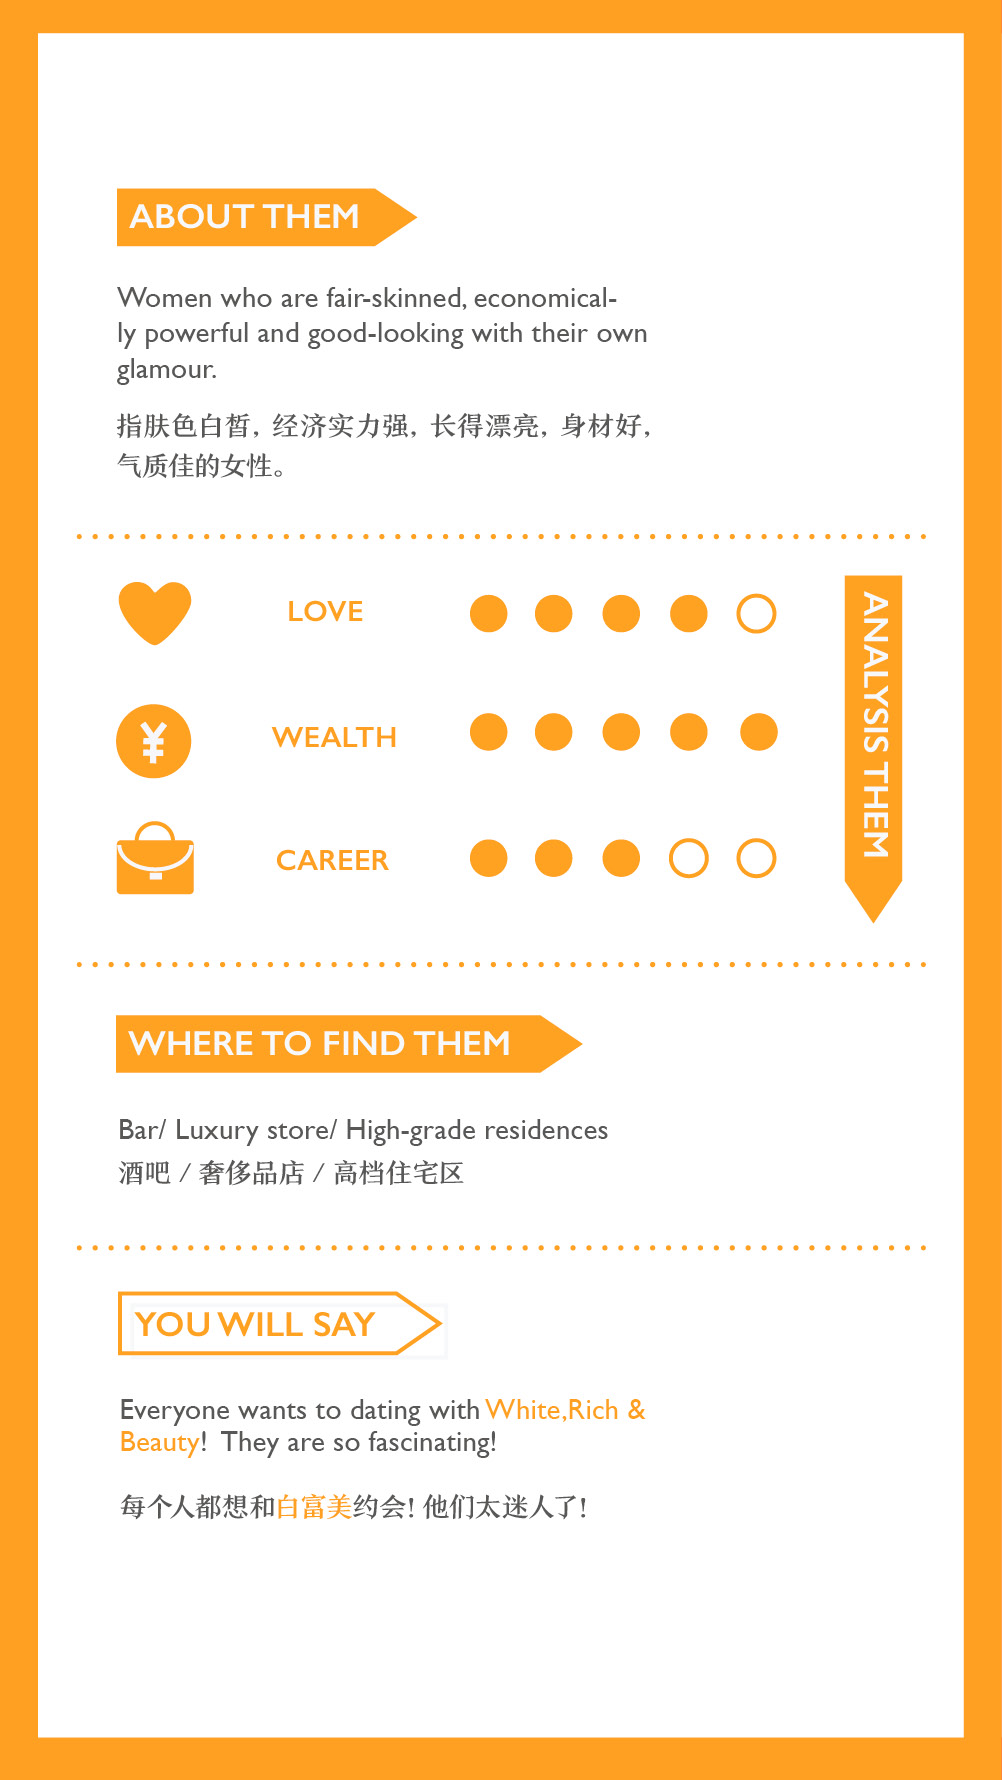 ABOUT THEM
Women who are fair-skinned, economical-
ly powerful and good-looking with their own
glamour.
指肤色白皙，经济实力强，长得漂亮，身材好，
气质佳的女性。
LOVE
¥
WEALTH
CAREER
ANALYSIS THEM
WHERE TO FIND THEM
Bar/ Luxury store/ High-grade residences
酒吧 / 奢侈品店 / 高档住宅区
YOU WILL SAY
Everyone wants to dating with White,Rich &
Beauty!  They are so fascinating!
每个人都想和白富美约会! 他们太迷人了!